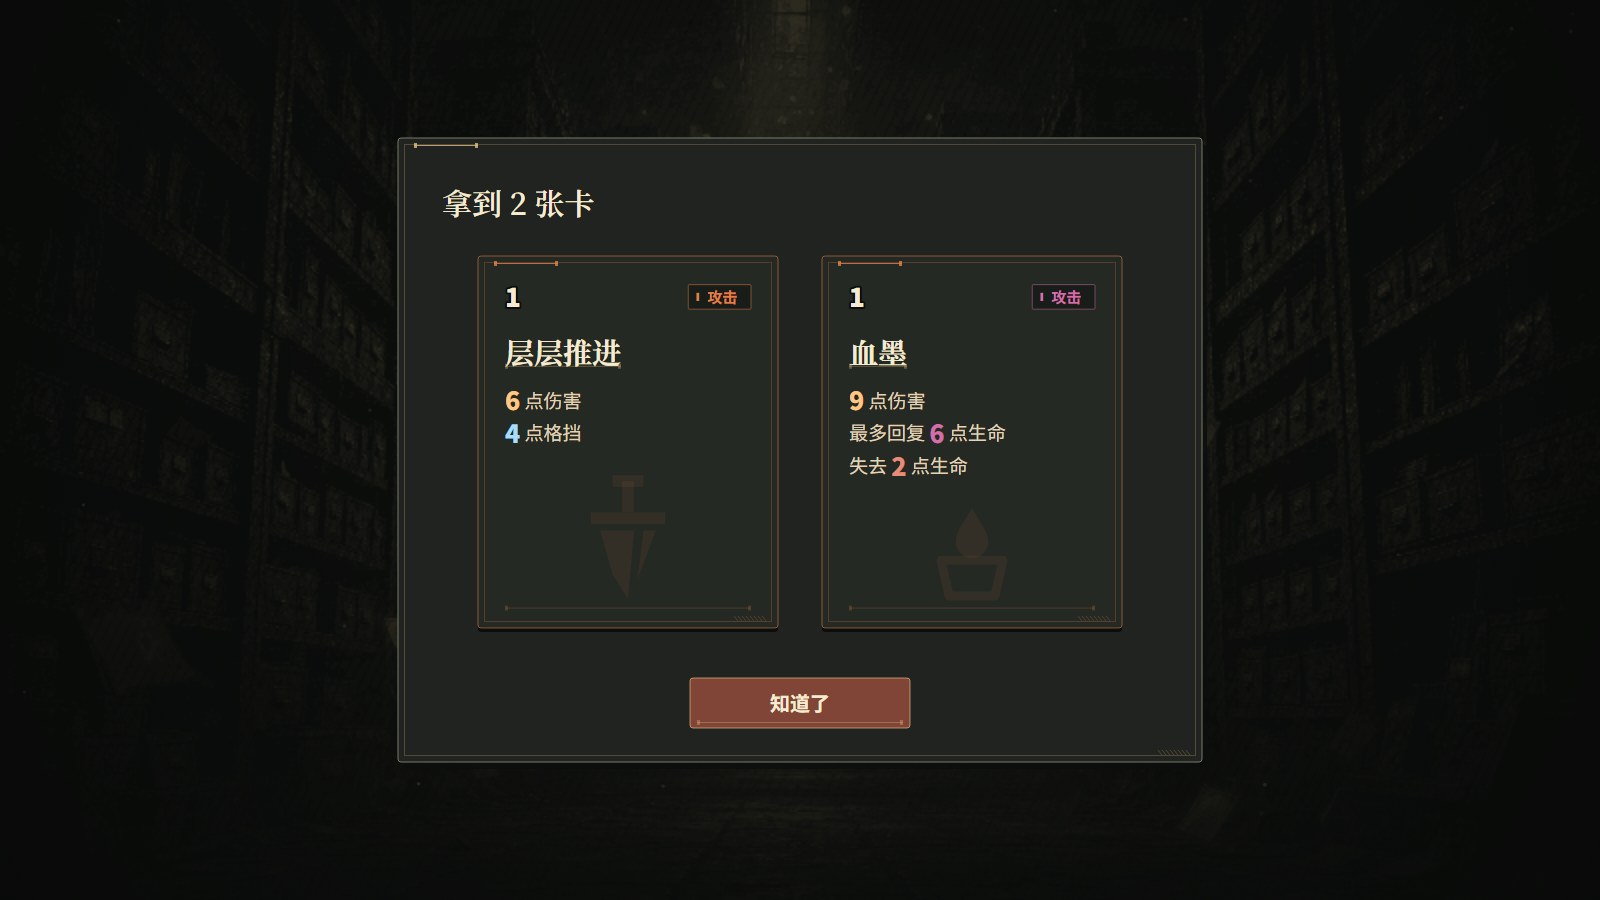 拿到 2 张卡
1
攻击
层层推进
6 点伤害
4 点格挡
1
攻击
血墨
9 点伤害
最多回复 6 点生命
失去 2 点生命
知道了